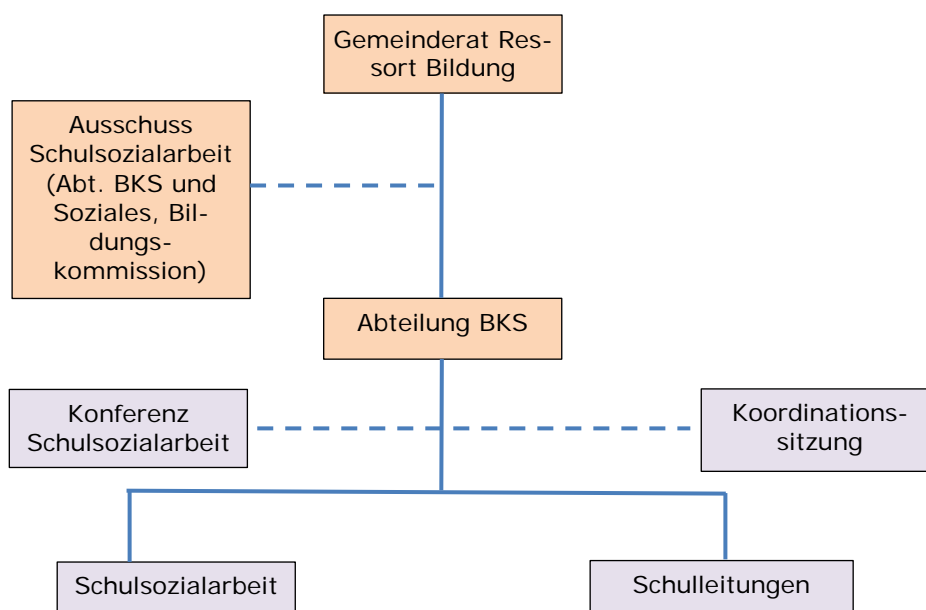 Gemeinderat Res-
sort Bildung
Ausschuss
Schulsozialarbeit
(Abt. BKS und
Soziales, Bil-
dungs-
kommission)
Abteilung BKS
Konferenz
Schulsozialarbeit
Koordinations-
sitzung
Schulsozialarbeit
Schulleitungen